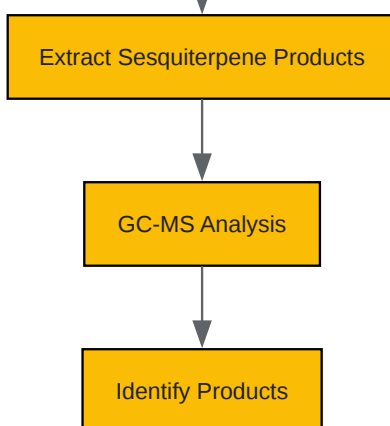 Extract Sesquiterpene Products
GC-MS Analysis
Identify Products